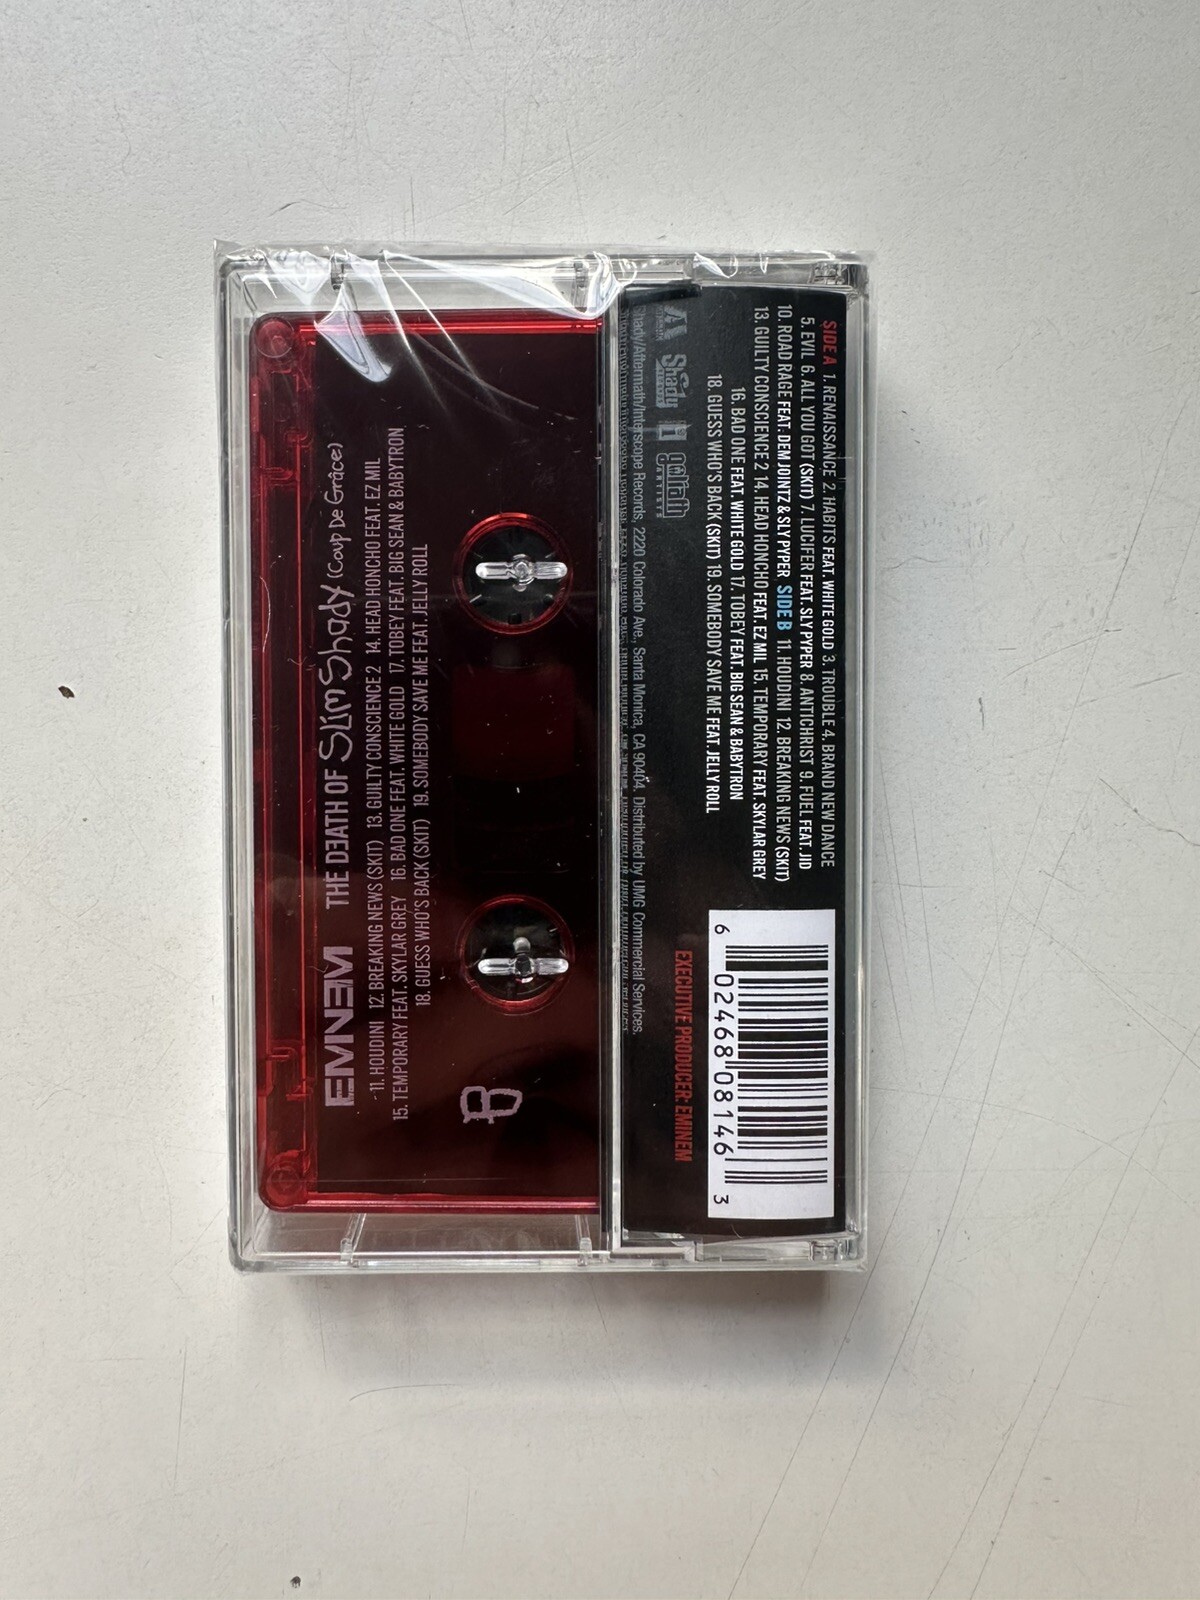 EMINƎM THE DƎATH OF Slim Shady (Coup De Grâce)
11. HOUDINI 12. BREAKING NEWS (SKIT) 13. GUILTY CONSCIENCE 2 14. HEAD HONCHO FEAT. EZ MIL
15. TEMPORARY FEAT. SKYLAR GREY 16. BAD ONE FEAT. WHITE GOLD 17. TOBEY FEAT. BIG SEAN & BABYTRON
18. GUESS WHO'S BACK (SKIT) 19. SOMEBODY SAVE ME FEAT. JELLY ROLL
B
SIDE A 1. RENAISSANCE 2. HABITS FEAT. WHITE GOLD 3. TROUBLE 4. BRAND NEW DANCE
5. EVIL 6. ALL YOU GOT (SKIT) 7. LUCIFER FEAT. SLY PYPER 8. ANTICHRIST 9. FUEL FEAT. JID
10. ROAD RAGE FEAT. DEM JOINTZ & SLY PYPER SIDE B 11. HOUDINI 12. BREAKING NEWS (SKIT)
13. GUILTY CONSCIENCE 2 14. HEAD HONCHO FEAT. EZ MIL 15. TEMPORARY FEAT. SKYLAR GREY
16. BAD ONE FEAT. WHITE GOLD 17. TOBEY FEAT. BIG SEAN & BABYTRON
18. GUESS WHO'S BACK (SKIT) 19. SOMEBODY SAVE ME FEAT. JELLY ROLL
EXECUTIVE PRODUCER: EMINEM
A Shady i goliath ARTISTS
Shady/Aftermath/Interscope Records, 2220 Colorado Ave., Santa Monica, CA 90404. Distributed by UMG Commercial Services.
6 02468 08146 3